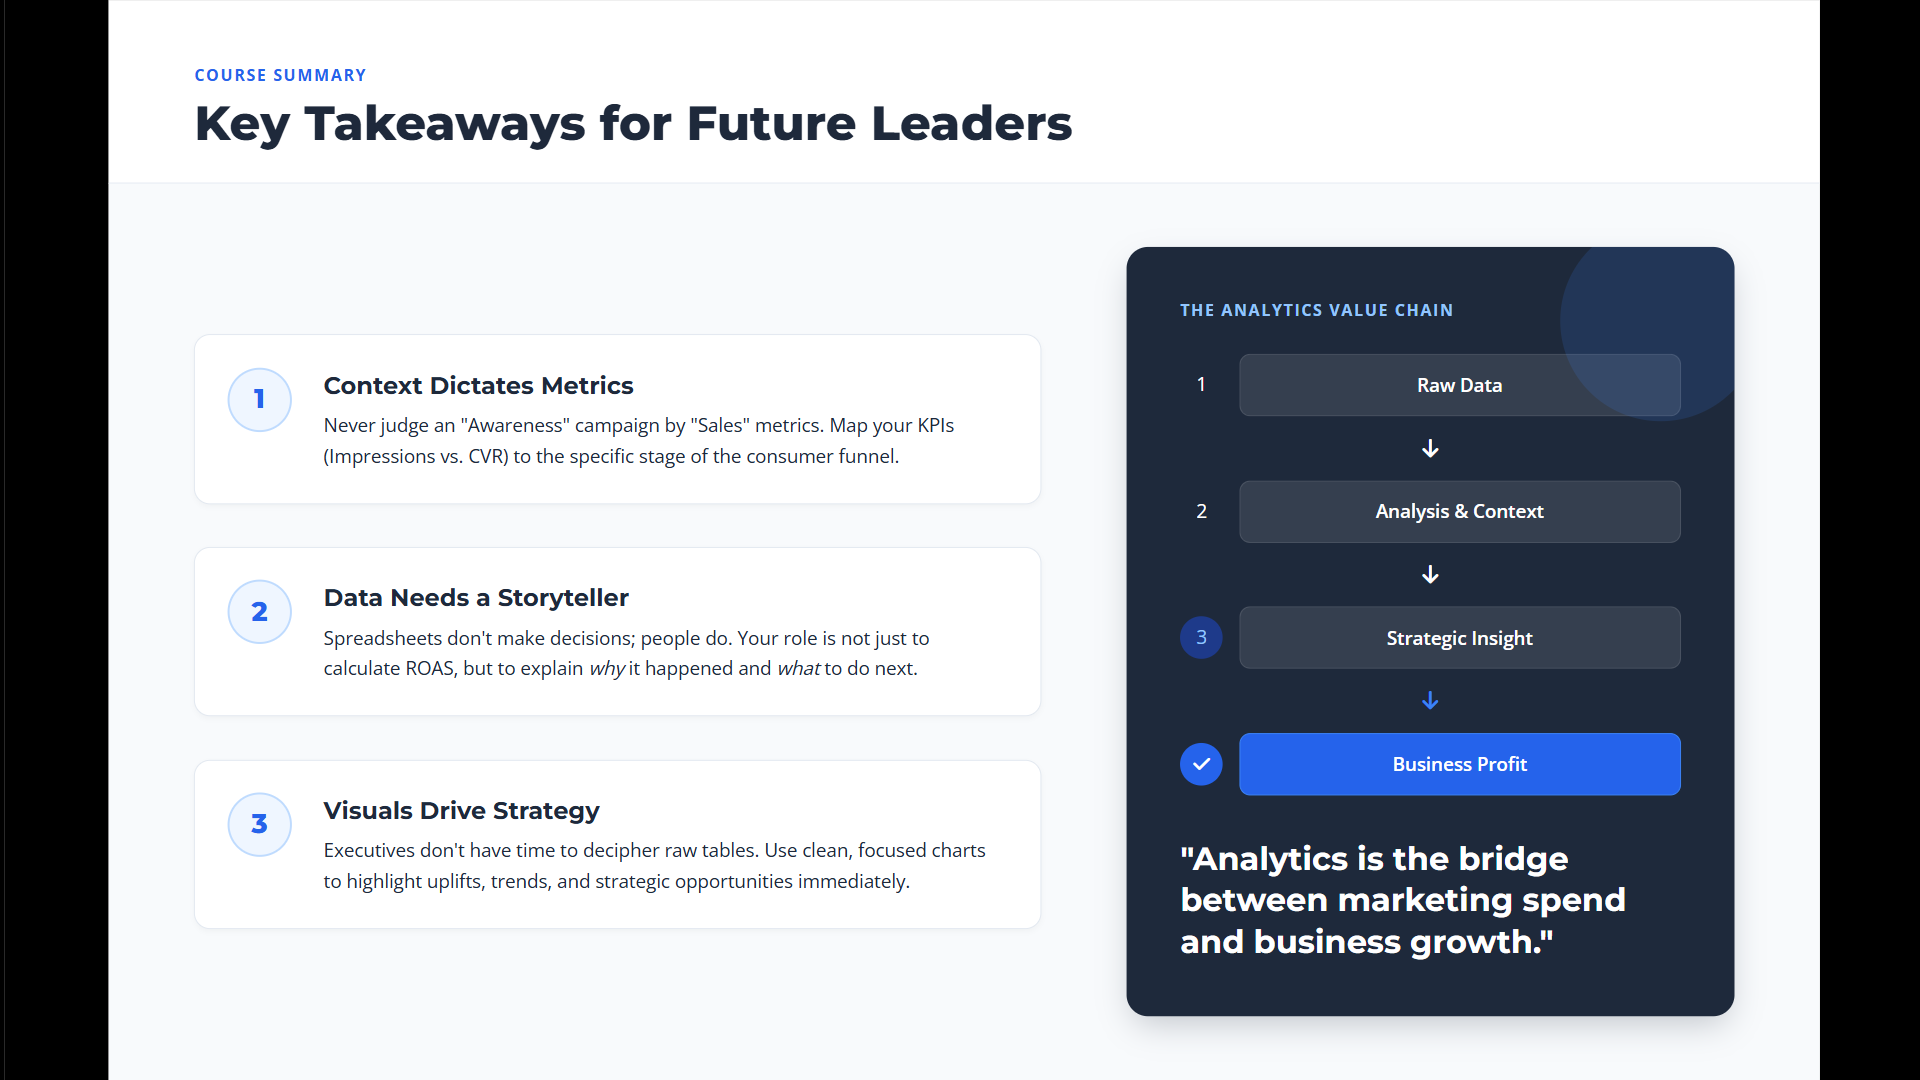 COURSE SUMMARY
Key Takeaways for Future Leaders
1
Context Dictates Metrics
Never judge an "Awareness" campaign by "Sales" metrics. Map your KPIs
(Impressions vs. CVR) to the specific stage of the consumer funnel.
2
Data Needs a Storyteller
Spreadsheets don't make decisions; people do. Your role is not just to
calculate ROAS, but to explain why it happened and what to do next.
3
Visuals Drive Strategy
Executives don't have time to decipher raw tables. Use clean, focused charts
to highlight uplifts, trends, and strategic opportunities immediately.
THE ANALYTICS VALUE CHAIN
1 Raw Data
2 Analysis & Context
3 Strategic Insight
Business Profit
"Analytics is the bridge
between marketing spend
and business growth."